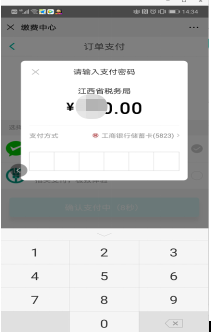 14:34
× 缴费中心
订单支付
× 请输入支付密码
江西省税务局
¥ 0.00
支付方式 工商银行储蓄卡(5823) >
1 2 3
4 5 6
7 8 9
0